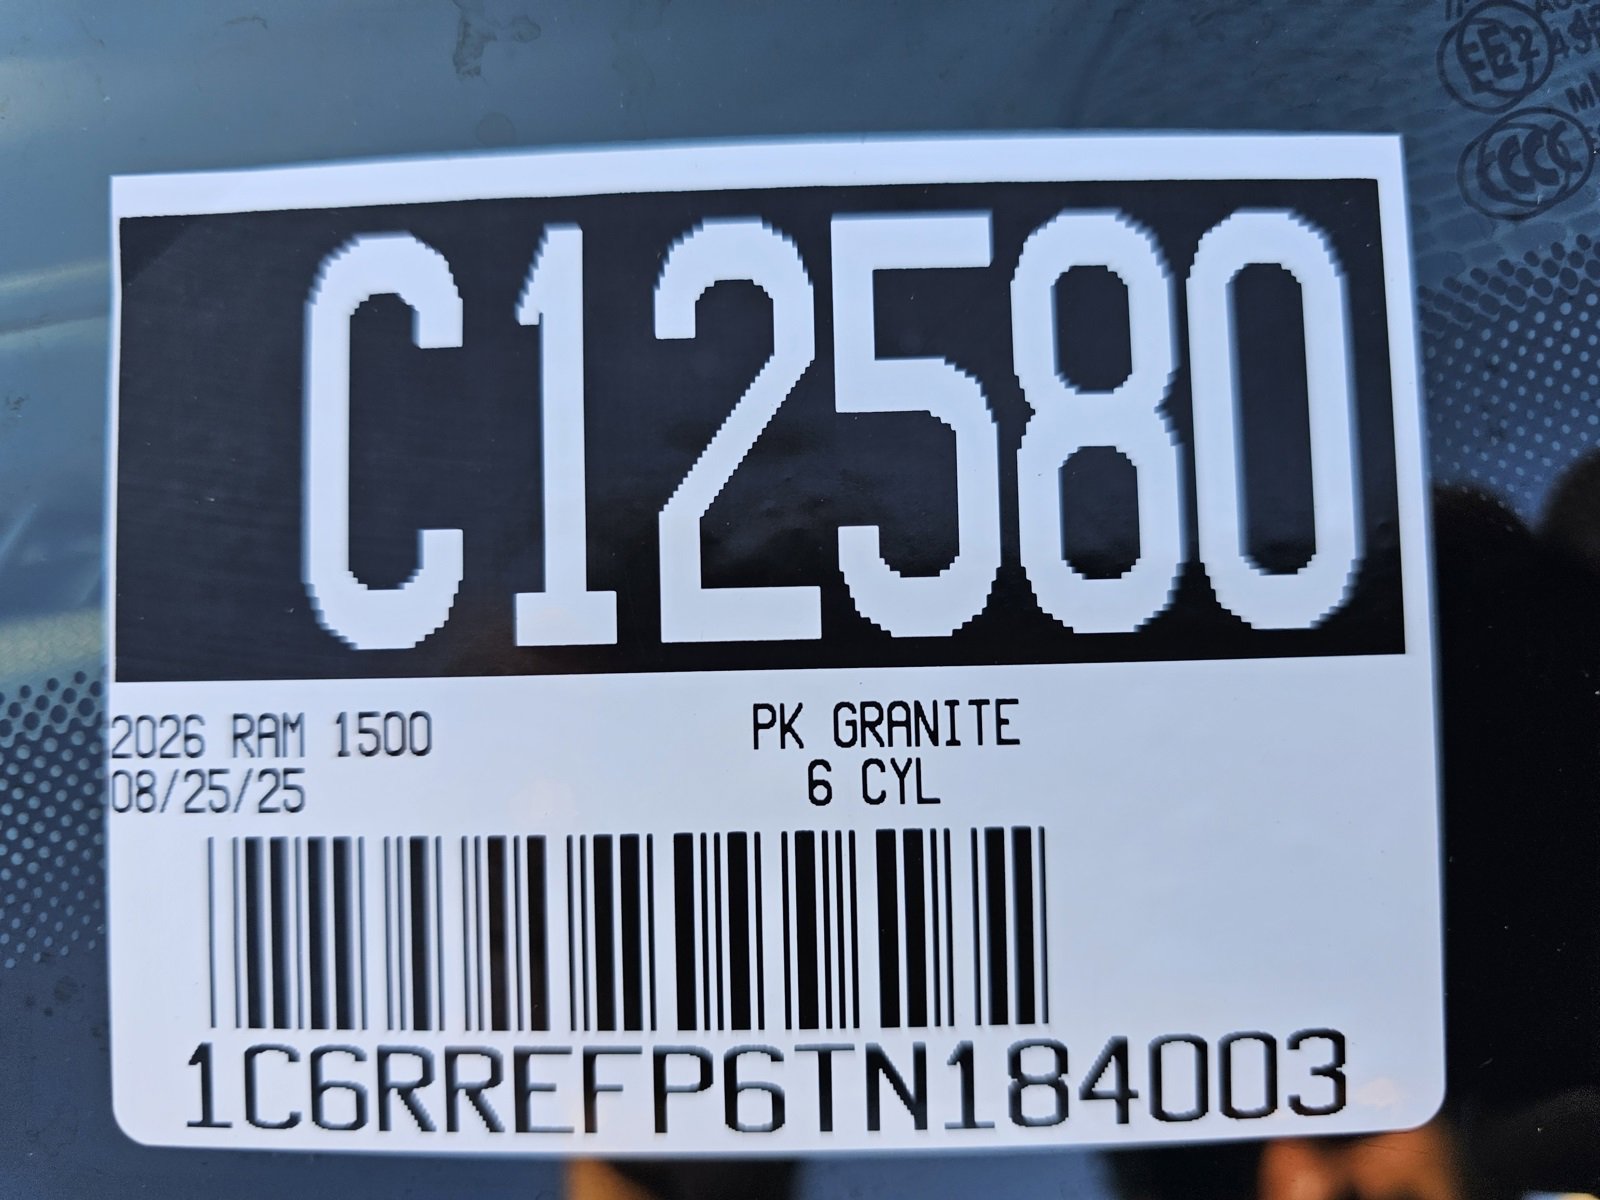 C12580
2026 RAM 1500
PK GRANITE
08/25/25
6 CYL
1C6RREFP6TN184003